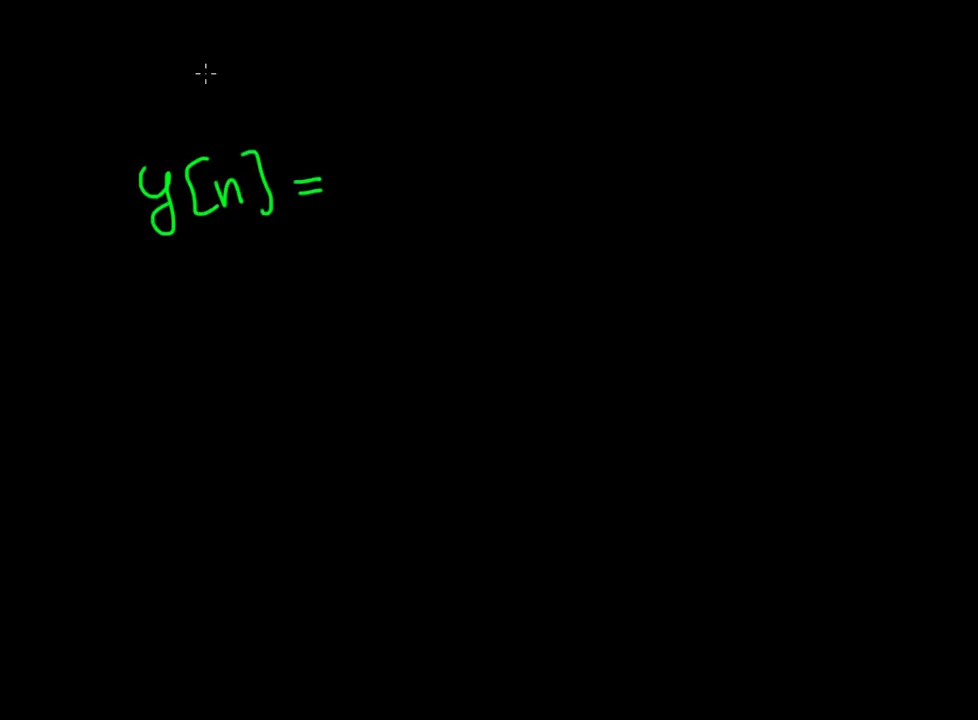 y[n] =